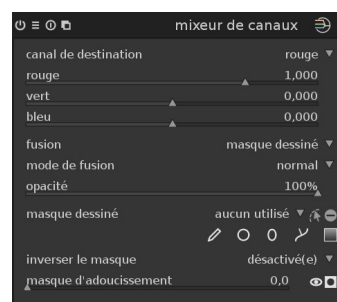 mixeur de canaux
canal de destination rouge
rouge 1,000
vert 0,000
bleu 0,000
fusion masque dessiné
mode de fusion normal
opacité 100%
masque dessiné aucun utilisé
inverser le masque désactivé(e)
masque d'adoucissement 0,0